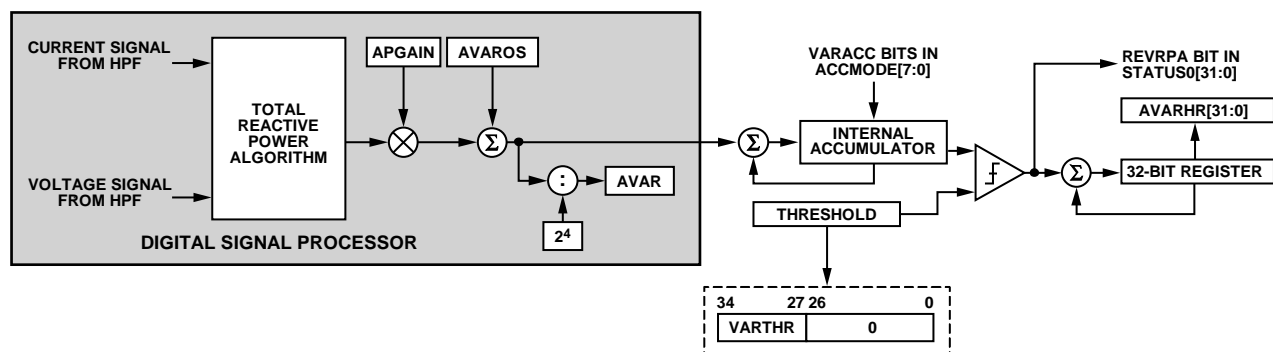 CURRENT SIGNAL
FROM HPF
VOLTAGE SIGNAL
FROM HPF
TOTAL
REACTIVE
POWER
ALGORITHM
APGAIN
AVAROS
Σ
:
AVAR
2⁴
DIGITAL SIGNAL PROCESSOR
VARACC BITS IN
ACCMODE[7:0]
Σ
INTERNAL
ACCUMULATOR
THRESHOLD
34 27 26 0
VARTHR 0
REVRPA BIT IN
STATUS0[31:0]
AVARHR[31:0]
Σ
32-BIT REGISTER